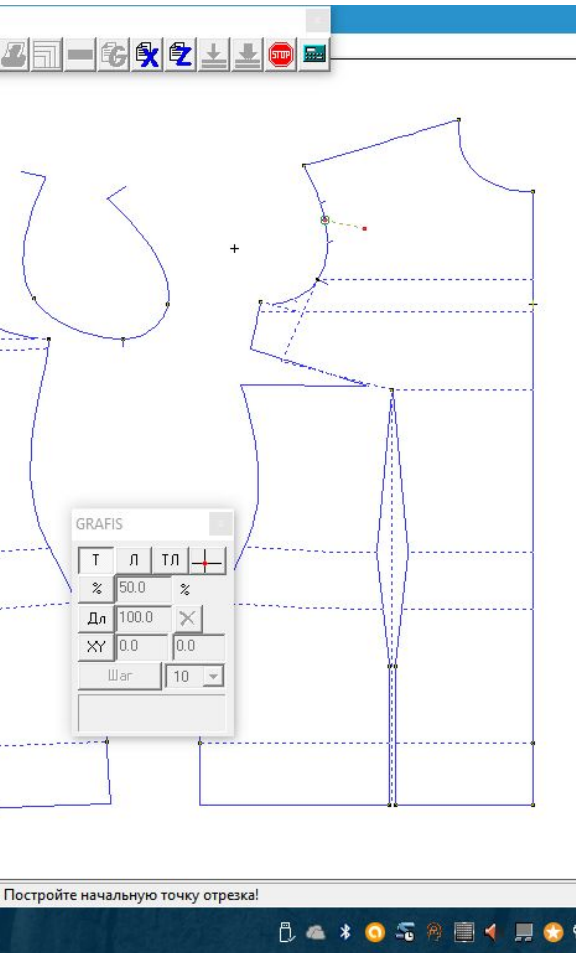 STOP
GRAFIS
Т Л ТЛ
% 50.0 %
Дл 100.0
XY 0.0 0.0
Шаг 10
Постройте начальную точку отрезка!